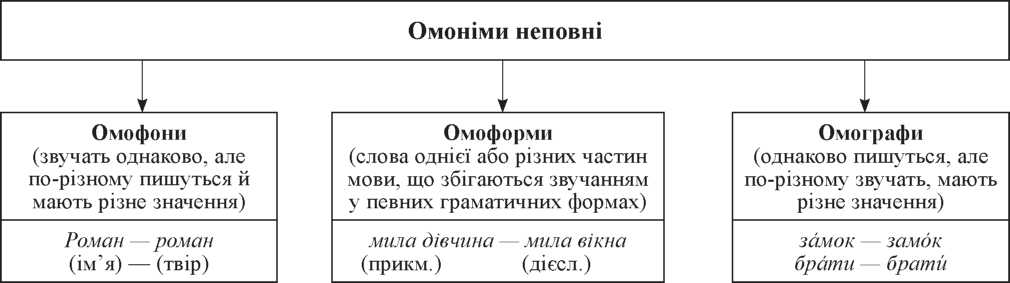 Омоніми неповні
Омофони
(звучать однаково, але
по-різному пишуться й
мають різне значення)
Роман — роман
(ім’я) — (твір)
Омоформи
(слова однієї або різних частин
мови, що збігаються звучанням
у певних граматичних формах)
мила дівчина — мила вікна
(прикм.) (дієсл.)
Омографи
(однаково пишуться, але
по-різному звучать, мають
різне значення)
зáмок — замóк
брáти — брати́